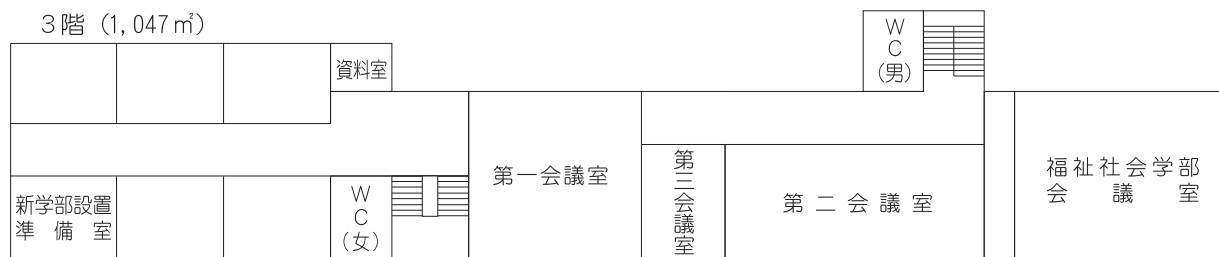 3階（1,047㎡）
資料室
WC（男）
第一会議室
第三会議室
第二会議室
福祉社会学部
会議室
新学部設置
準備室
WC（女）